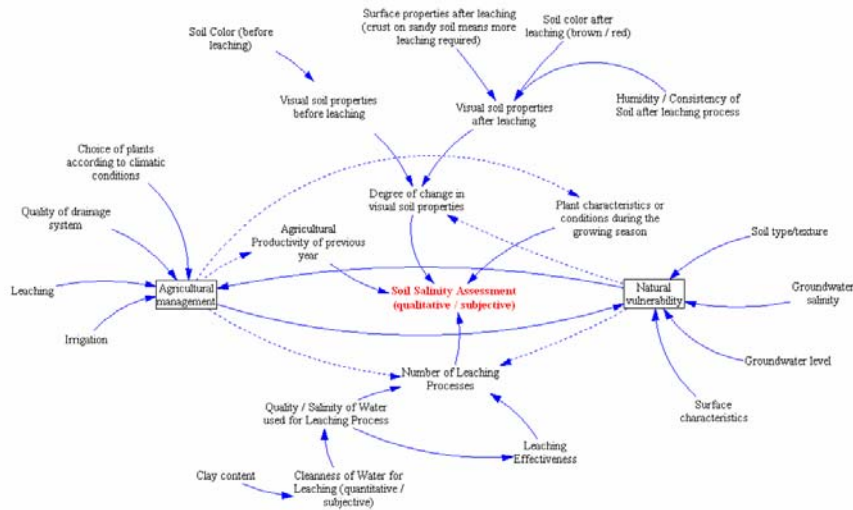 Soil Color (before
leaching)
Surface properties after leaching
(crust on sandy soil means more
leaching required)
Soil color after
leaching (brown / red)
Visual soil properties
before leaching
Visual soil properties
after leaching
Humidity / Consistency of
Soil after leaching process
Choice of plants
according to climatic
conditions
Degree of change in
visual soil properties
Plant characteristics or
conditions during the
growing season
Quality of drainage
system
Agricultural
Productivity of previous
year
Soil type/texture
Leaching
Agricultural
management
Soil Salinity Assessment
(qualitative / subjective)
Natural
vulnerability
Groundwater
salinity
Irrigation
Groundwater level
Number of Leaching
Processes
Surface
characteristics
Quality / Salinity of Water
used for Leaching Process
Leaching
Effectiveness
Clay content
Cleanness of Water for
Leaching (quantitative /
subjective)